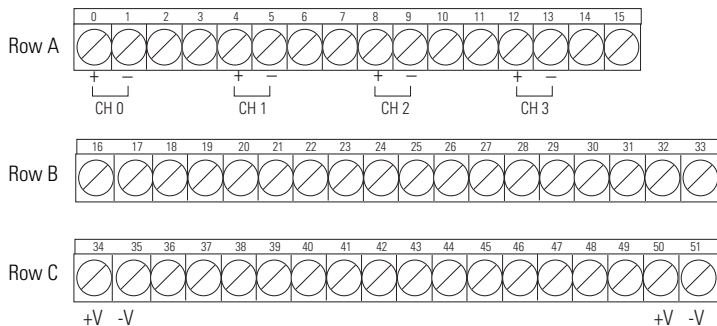 0 1 2 3 4 5 6 7 8 9 10 11 12 13 14 15
Row A
+ – + – + – + –
CH 0 CH 1 CH 2 CH 3
16 17 18 19 20 21 22 23 24 25 26 27 28 29 30 31 32 33
Row B
34 35 36 37 38 39 40 41 42 43 44 45 46 47 48 49 50 51
Row C
+V -V +V -V